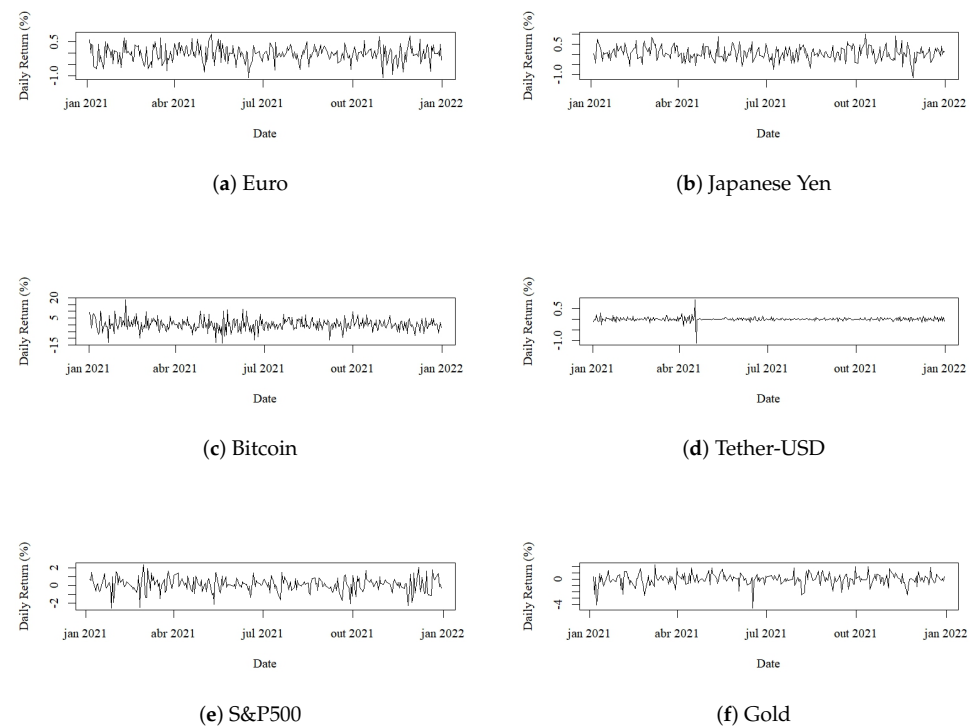 Daily Return (%)
0.5
-1.0
jan 2021 abr 2021 jul 2021 out 2021 jan 2022
Date
(a) Euro
Daily Return (%)
0.5
-1.0
jan 2021 abr 2021 jul 2021 out 2021 jan 2022
Date
(b) Japanese Yen
Daily Return (%)
20
5
-15
jan 2021 abr 2021 jul 2021 out 2021 jan 2022
Date
(c) Bitcoin
Daily Return (%)
0.5
-1.0
jan 2021 abr 2021 jul 2021 out 2021 jan 2022
Date
(d) Tether-USD
Daily Return (%)
2
0
-2
jan 2021 abr 2021 jul 2021 out 2021 jan 2022
Date
(e) S&P500
Daily Return (%)
0
-4
jan 2021 abr 2021 jul 2021 out 2021 jan 2022
Date
(f) Gold